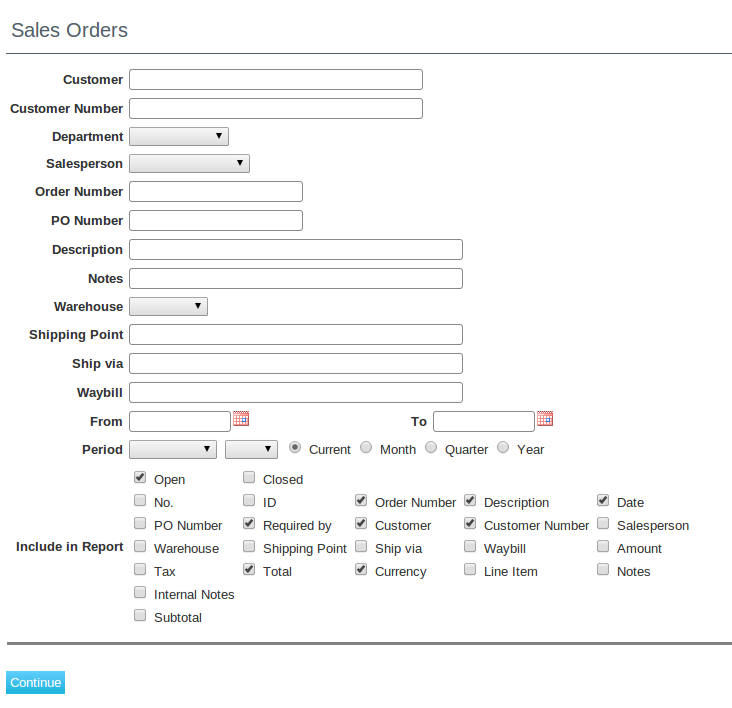 Sales Orders
Customer
Customer Number
Department
Salesperson
Order Number
PO Number
Description
Notes
Warehouse
Shipping Point
Ship via
Waybill
From To
Period Current Month Quarter Year
Open Closed
No. ID Order Number Description Date
PO Number Required by Customer Customer Number Salesperson
Include in Report Warehouse Shipping Point Ship via Waybill Amount
Tax Total Currency Line Item Notes
Internal Notes
Subtotal
Continue